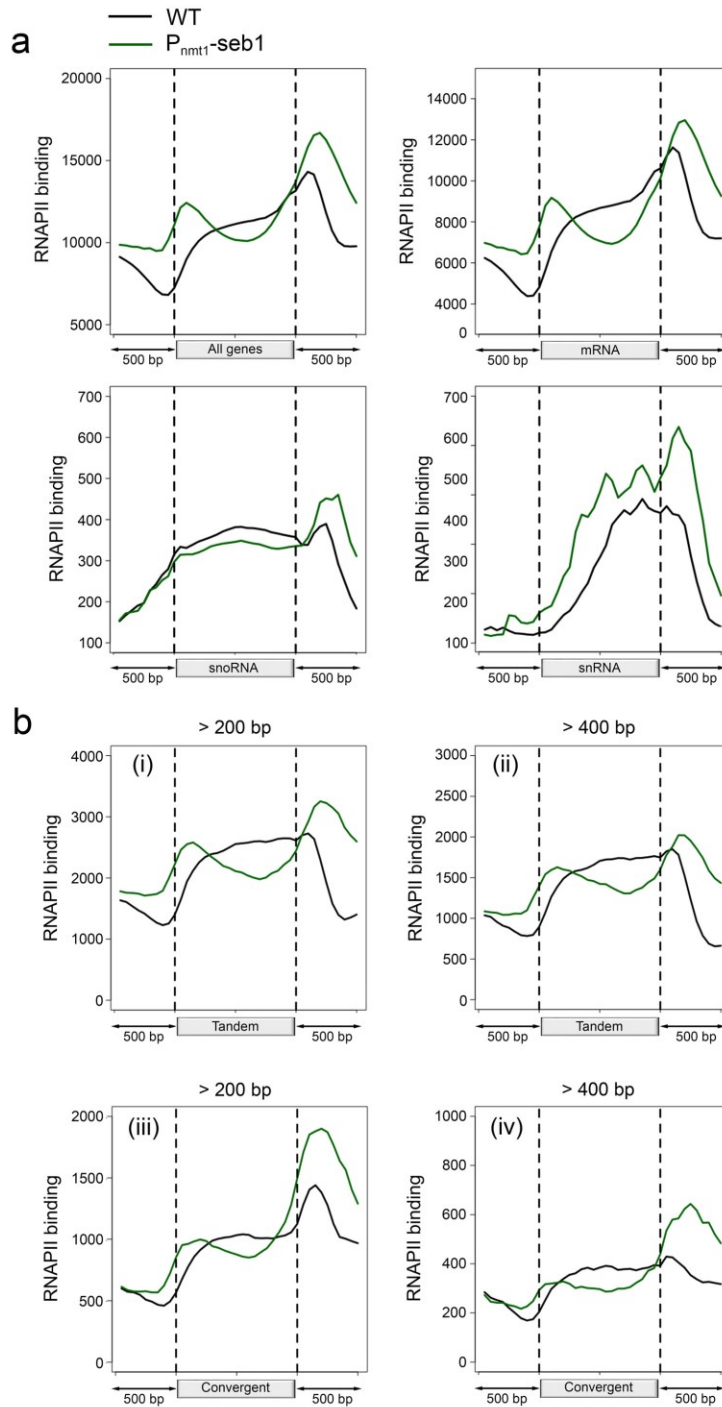 WT
Pnmt1-seb1
a
20000
15000
10000
5000
RNAPII binding
500 bp
All genes
500 bp
14000
12000
10000
8000
6000
4000
0
RNAPII binding
500 bp
mRNA
500 bp
700
600
500
400
300
200
100
RNAPII binding
500 bp
snoRNA
500 bp
700
600
500
400
300
200
100
RNAPII binding
500 bp
snRNA
500 bp
b
> 200 bp
(i)
4000
3000
2000
1000
0
RNAPII binding
500 bp
Tandem
500 bp
> 400 bp
(ii)
3000
2500
2000
1500
1000
500
0
RNAPII binding
500 bp
Tandem
500 bp
> 200 bp
(iii)
2000
1500
1000
500
0
RNAPII binding
500 bp
Convergent
500 bp
> 400 bp
(iv)
1000
800
600
400
200
0
RNAPII binding
500 bp
Convergent
500 bp